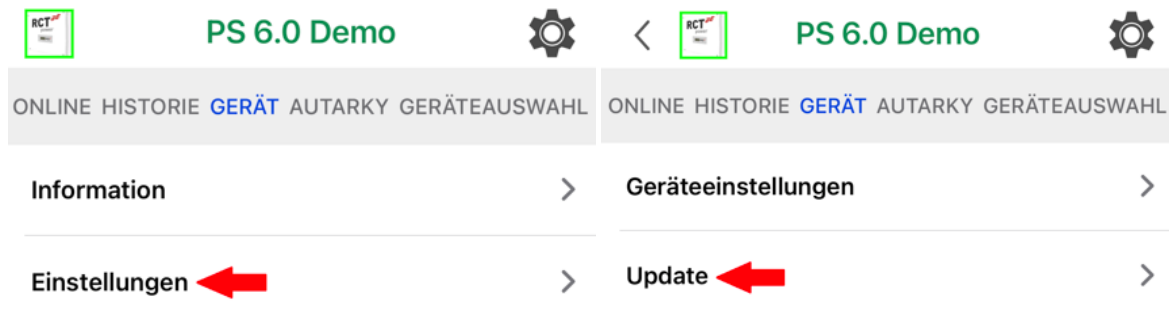 RCT
PS 6.0 Demo
ONLINE HISTORIE GERÄT AUTARKY GERÄTEAUSWAHL
Information
Einstellungen
RCT
PS 6.0 Demo
ONLINE HISTORIE GERÄT AUTARKY GERÄTEAUSWAHL
Geräteeinstellungen
Update